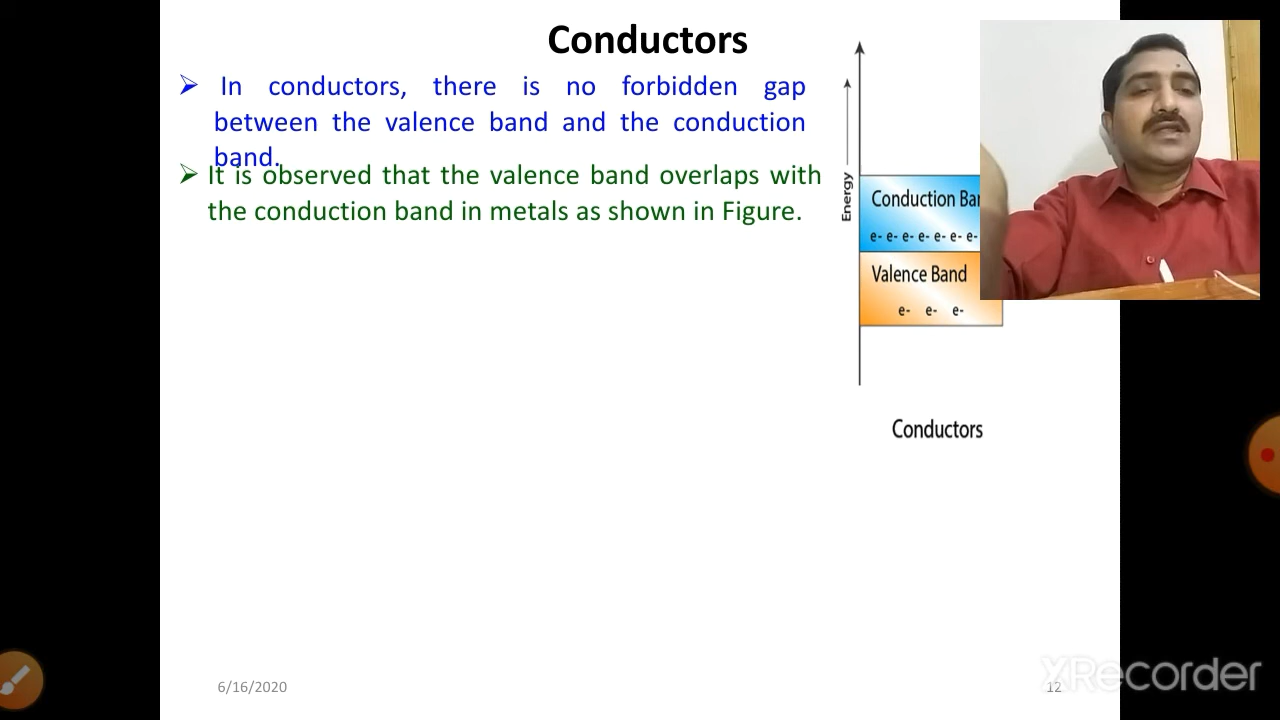 Conductors
➢ In conductors, there is no forbidden gap
between the valence band and the conduction
band.
➢ It is observed that the valence band overlaps with
the conduction band in metals as shown in Figure.
Energy
Conduction Ban
e- e- e- e- e- e- e-
Valence Band
e- e- e-
Conductors
6/16/2020
12
XRecorder